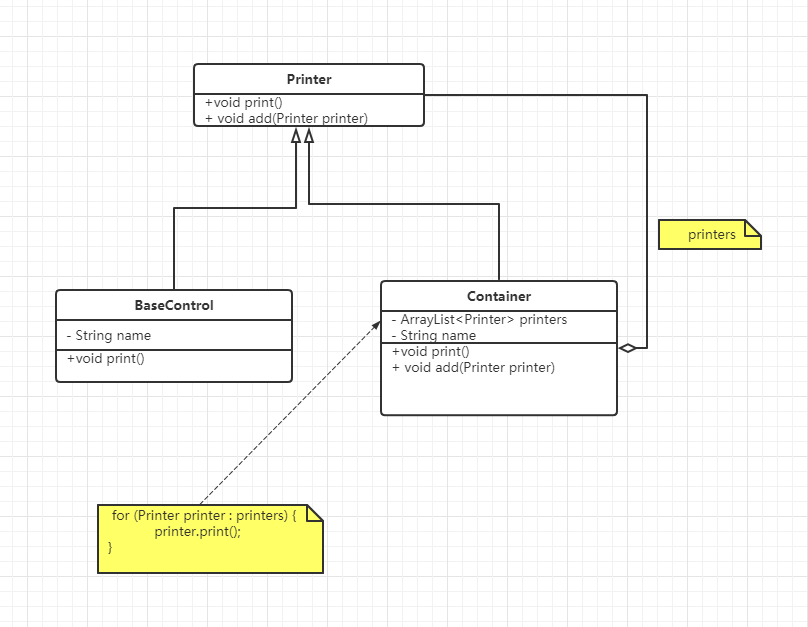 Printer
+void print()
+ void add(Printer printer)
printers
BaseControl
- String name
+void print()
Container
- ArrayList<Printer> printers
- String name
+void print()
+ void add(Printer printer)
for (Printer printer : printers) {
printer.print();
}